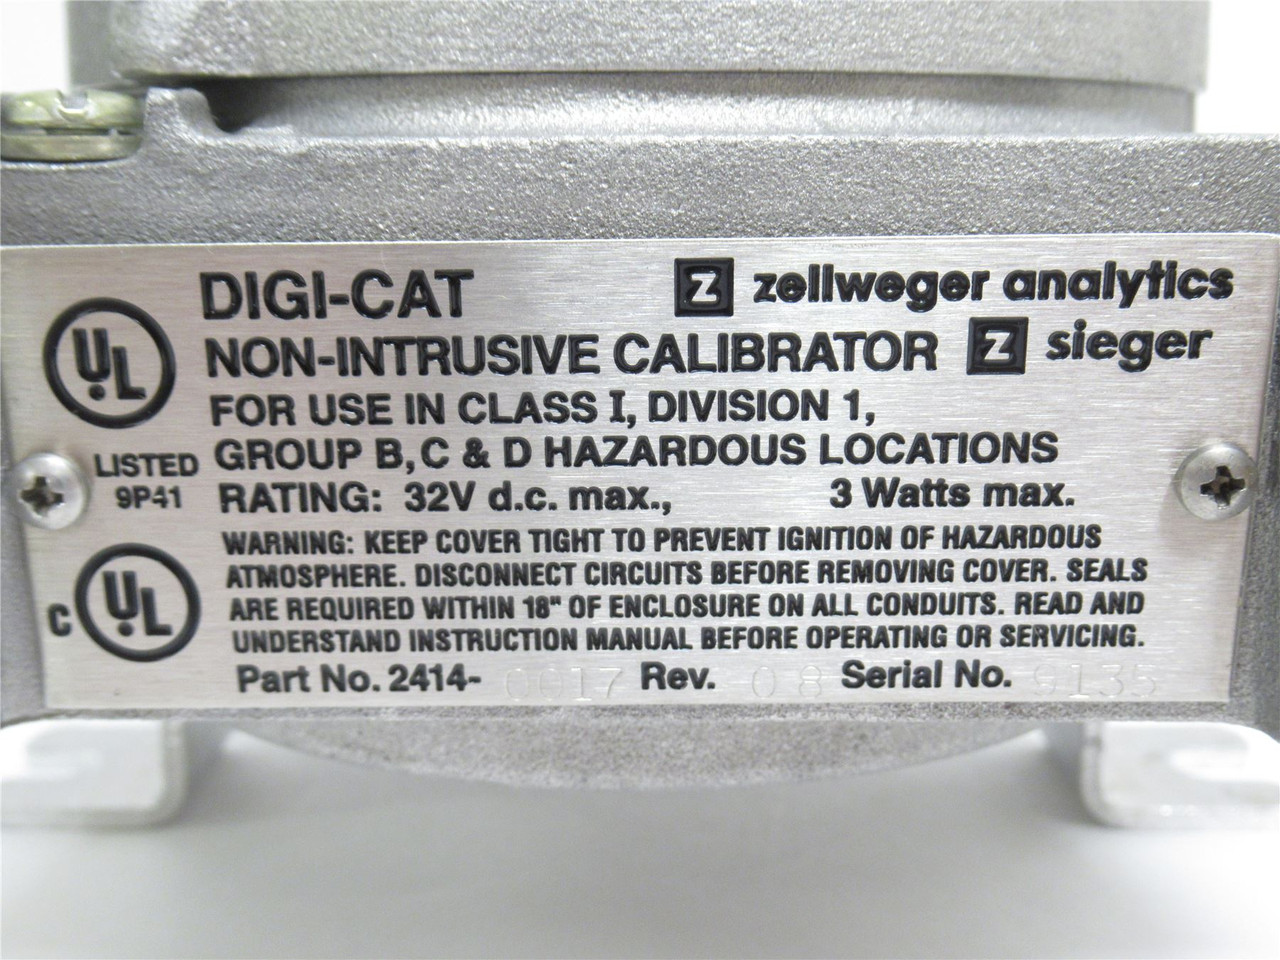 DIGI-CAT
Z zellweger analytics
UL
NON-INTRUSIVE CALIBRATOR
Z sieger
FOR USE IN CLASS I, DIVISION 1,
LISTED
9P41
GROUP B, C & D HAZARDOUS LOCATIONS
RATING: 32V d.c. max., 3 Watts max.
C UL
WARNING: KEEP COVER TIGHT TO PREVENT IGNITION OF HAZARDOUS
ATMOSPHERE. DISCONNECT CIRCUITS BEFORE REMOVING COVER. SEALS
ARE REQUIRED WITHIN 18" OF ENCLOSURE ON ALL CONDUITS. READ AND
UNDERSTAND INSTRUCTION MANUAL BEFORE OPERATING OR SERVICING.
Part No. 2414- 0017 Rev. 08 Serial No. 9135